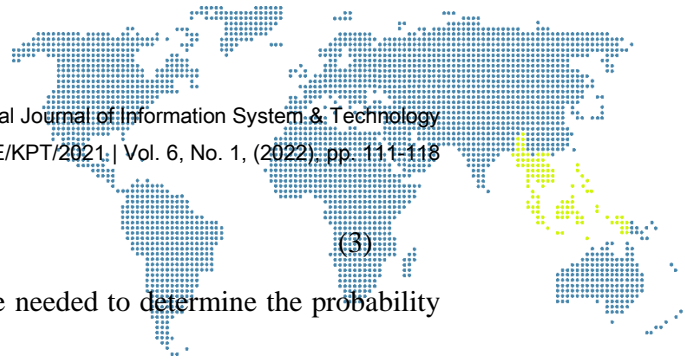 al Journal of Information System & Technology
E/KPT/2021 | Vol. 6, No. 1, (2022), pp. 111-118
(3)
e needed to determine the probability